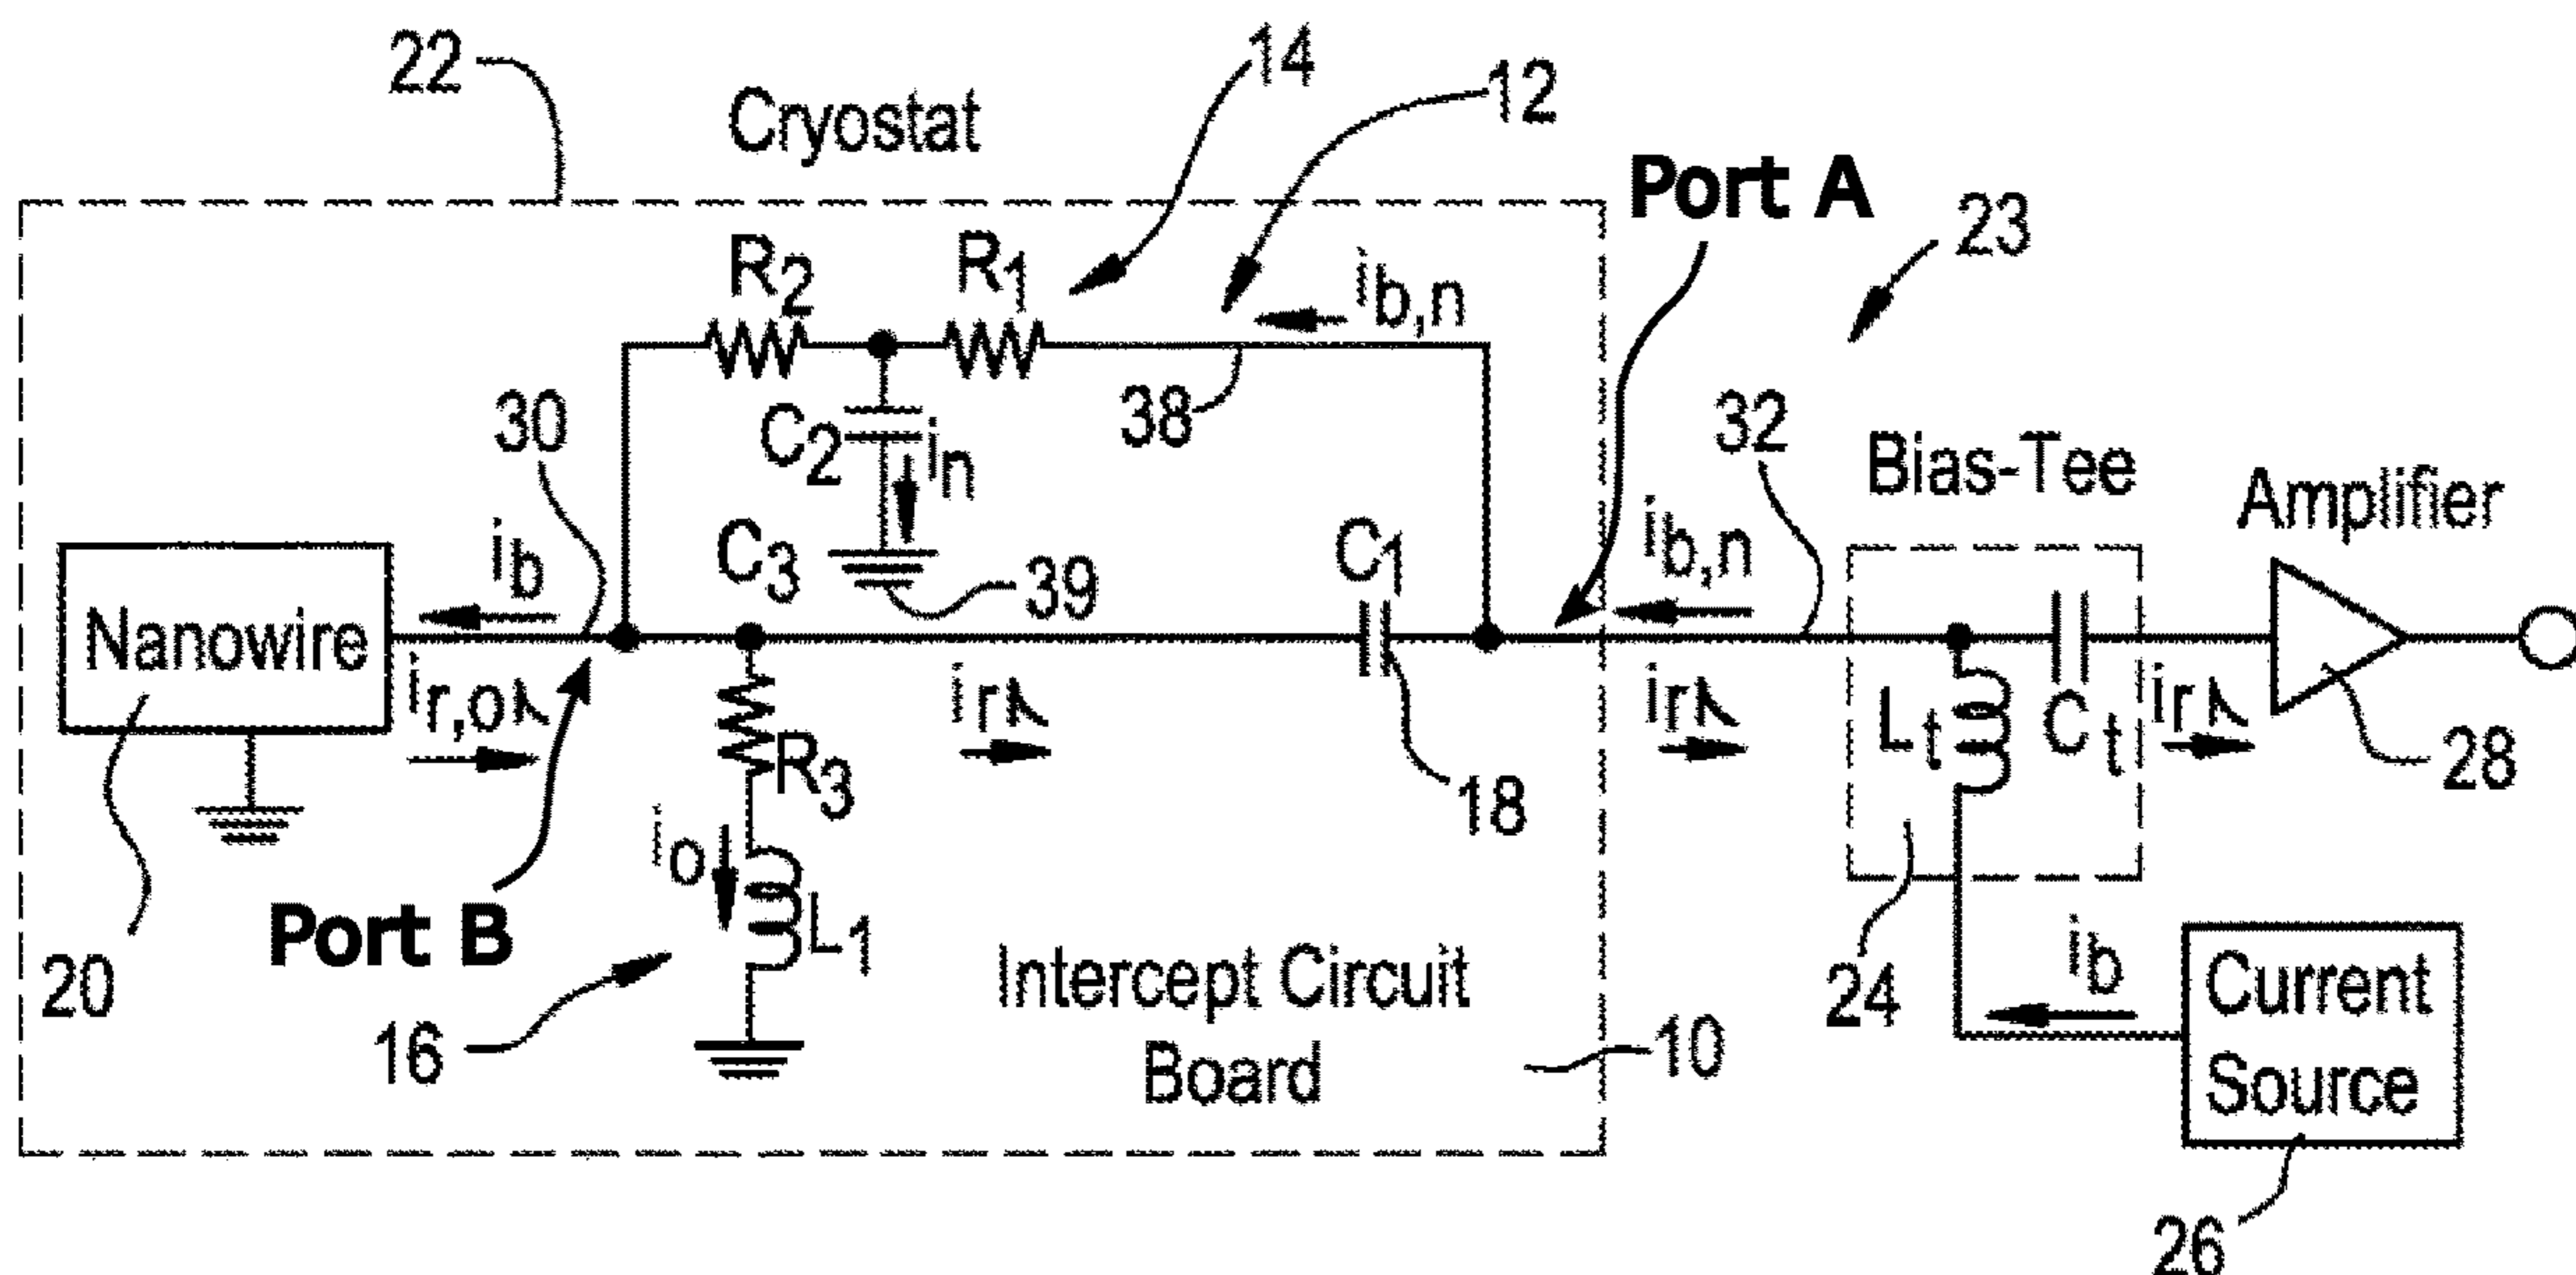 22
Cryostat
14
12
Port A
23
R2
R1
ib,n
30
C2
in
38
32
Bias-Tee
Amplifier
ib
C3
39
C1
ib,n
Nanowire
ir,o
R3
ir
18
ir
Lt
Ct
ir
28
io
Port B
L1
20
16
Intercept Circuit
Board
10
24
ib
Current
Source
26